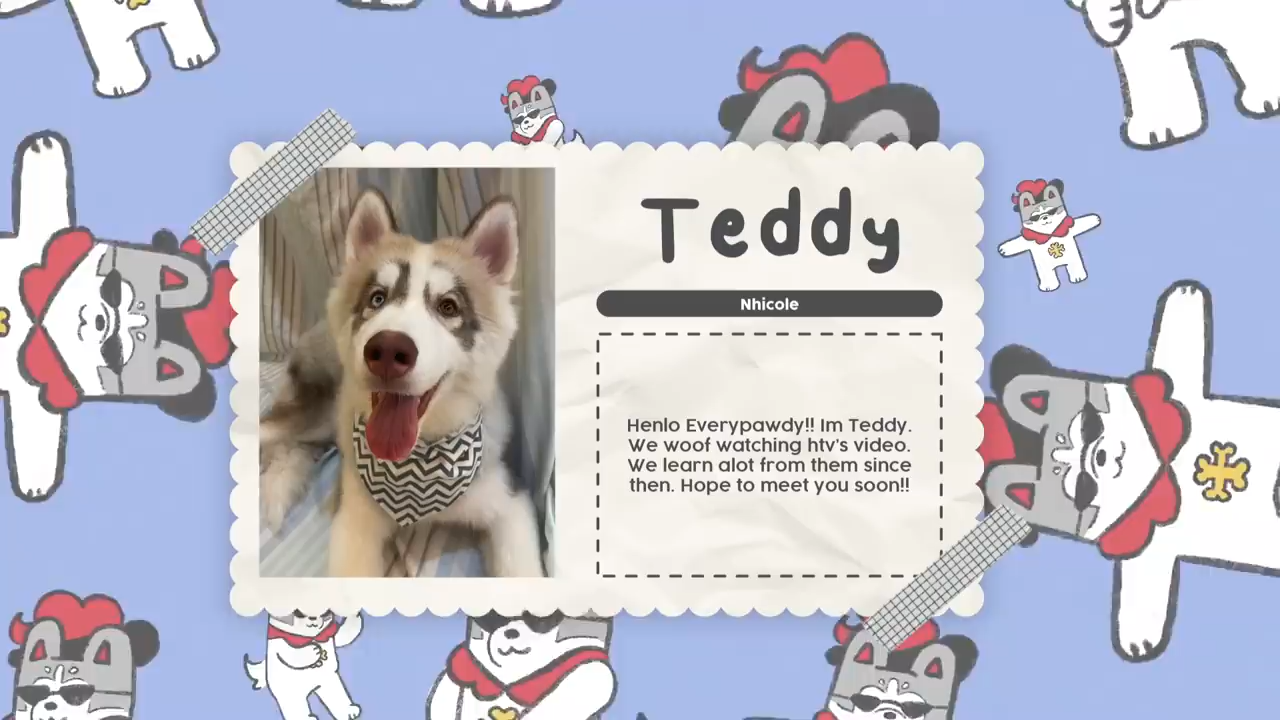 Teddy
Nhicole
Henlo Everypawdy!! Im Teddy.
We woof watching htv's video.
We learn alot from them since
then. Hope to meet you soon!!